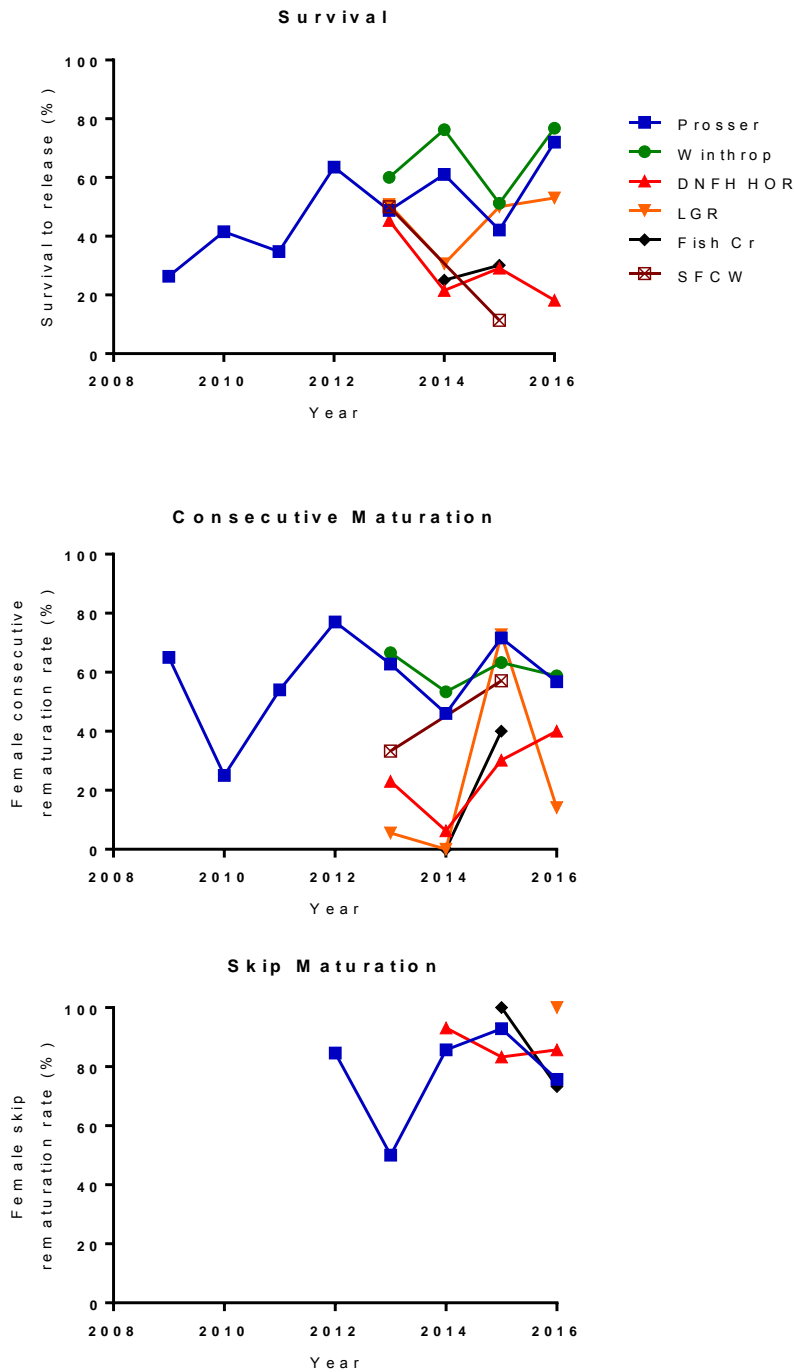 Survival
100
80
60
40
20
0
Survival to release (%)
2008 2010 2012 2014 2016
Year
Prosser
Winthrop
DNFH HOR
LGR
Fish Cr
SFCW
Consecutive Maturation
100
80
60
40
20
0
Female consecutive
rematuration rate (%)
2008 2010 2012 2014 2016
Year
Skip Maturation
100
80
60
40
20
0
Female skip
rematuration rate (%)
2008 2010 2012 2014 2016
Year